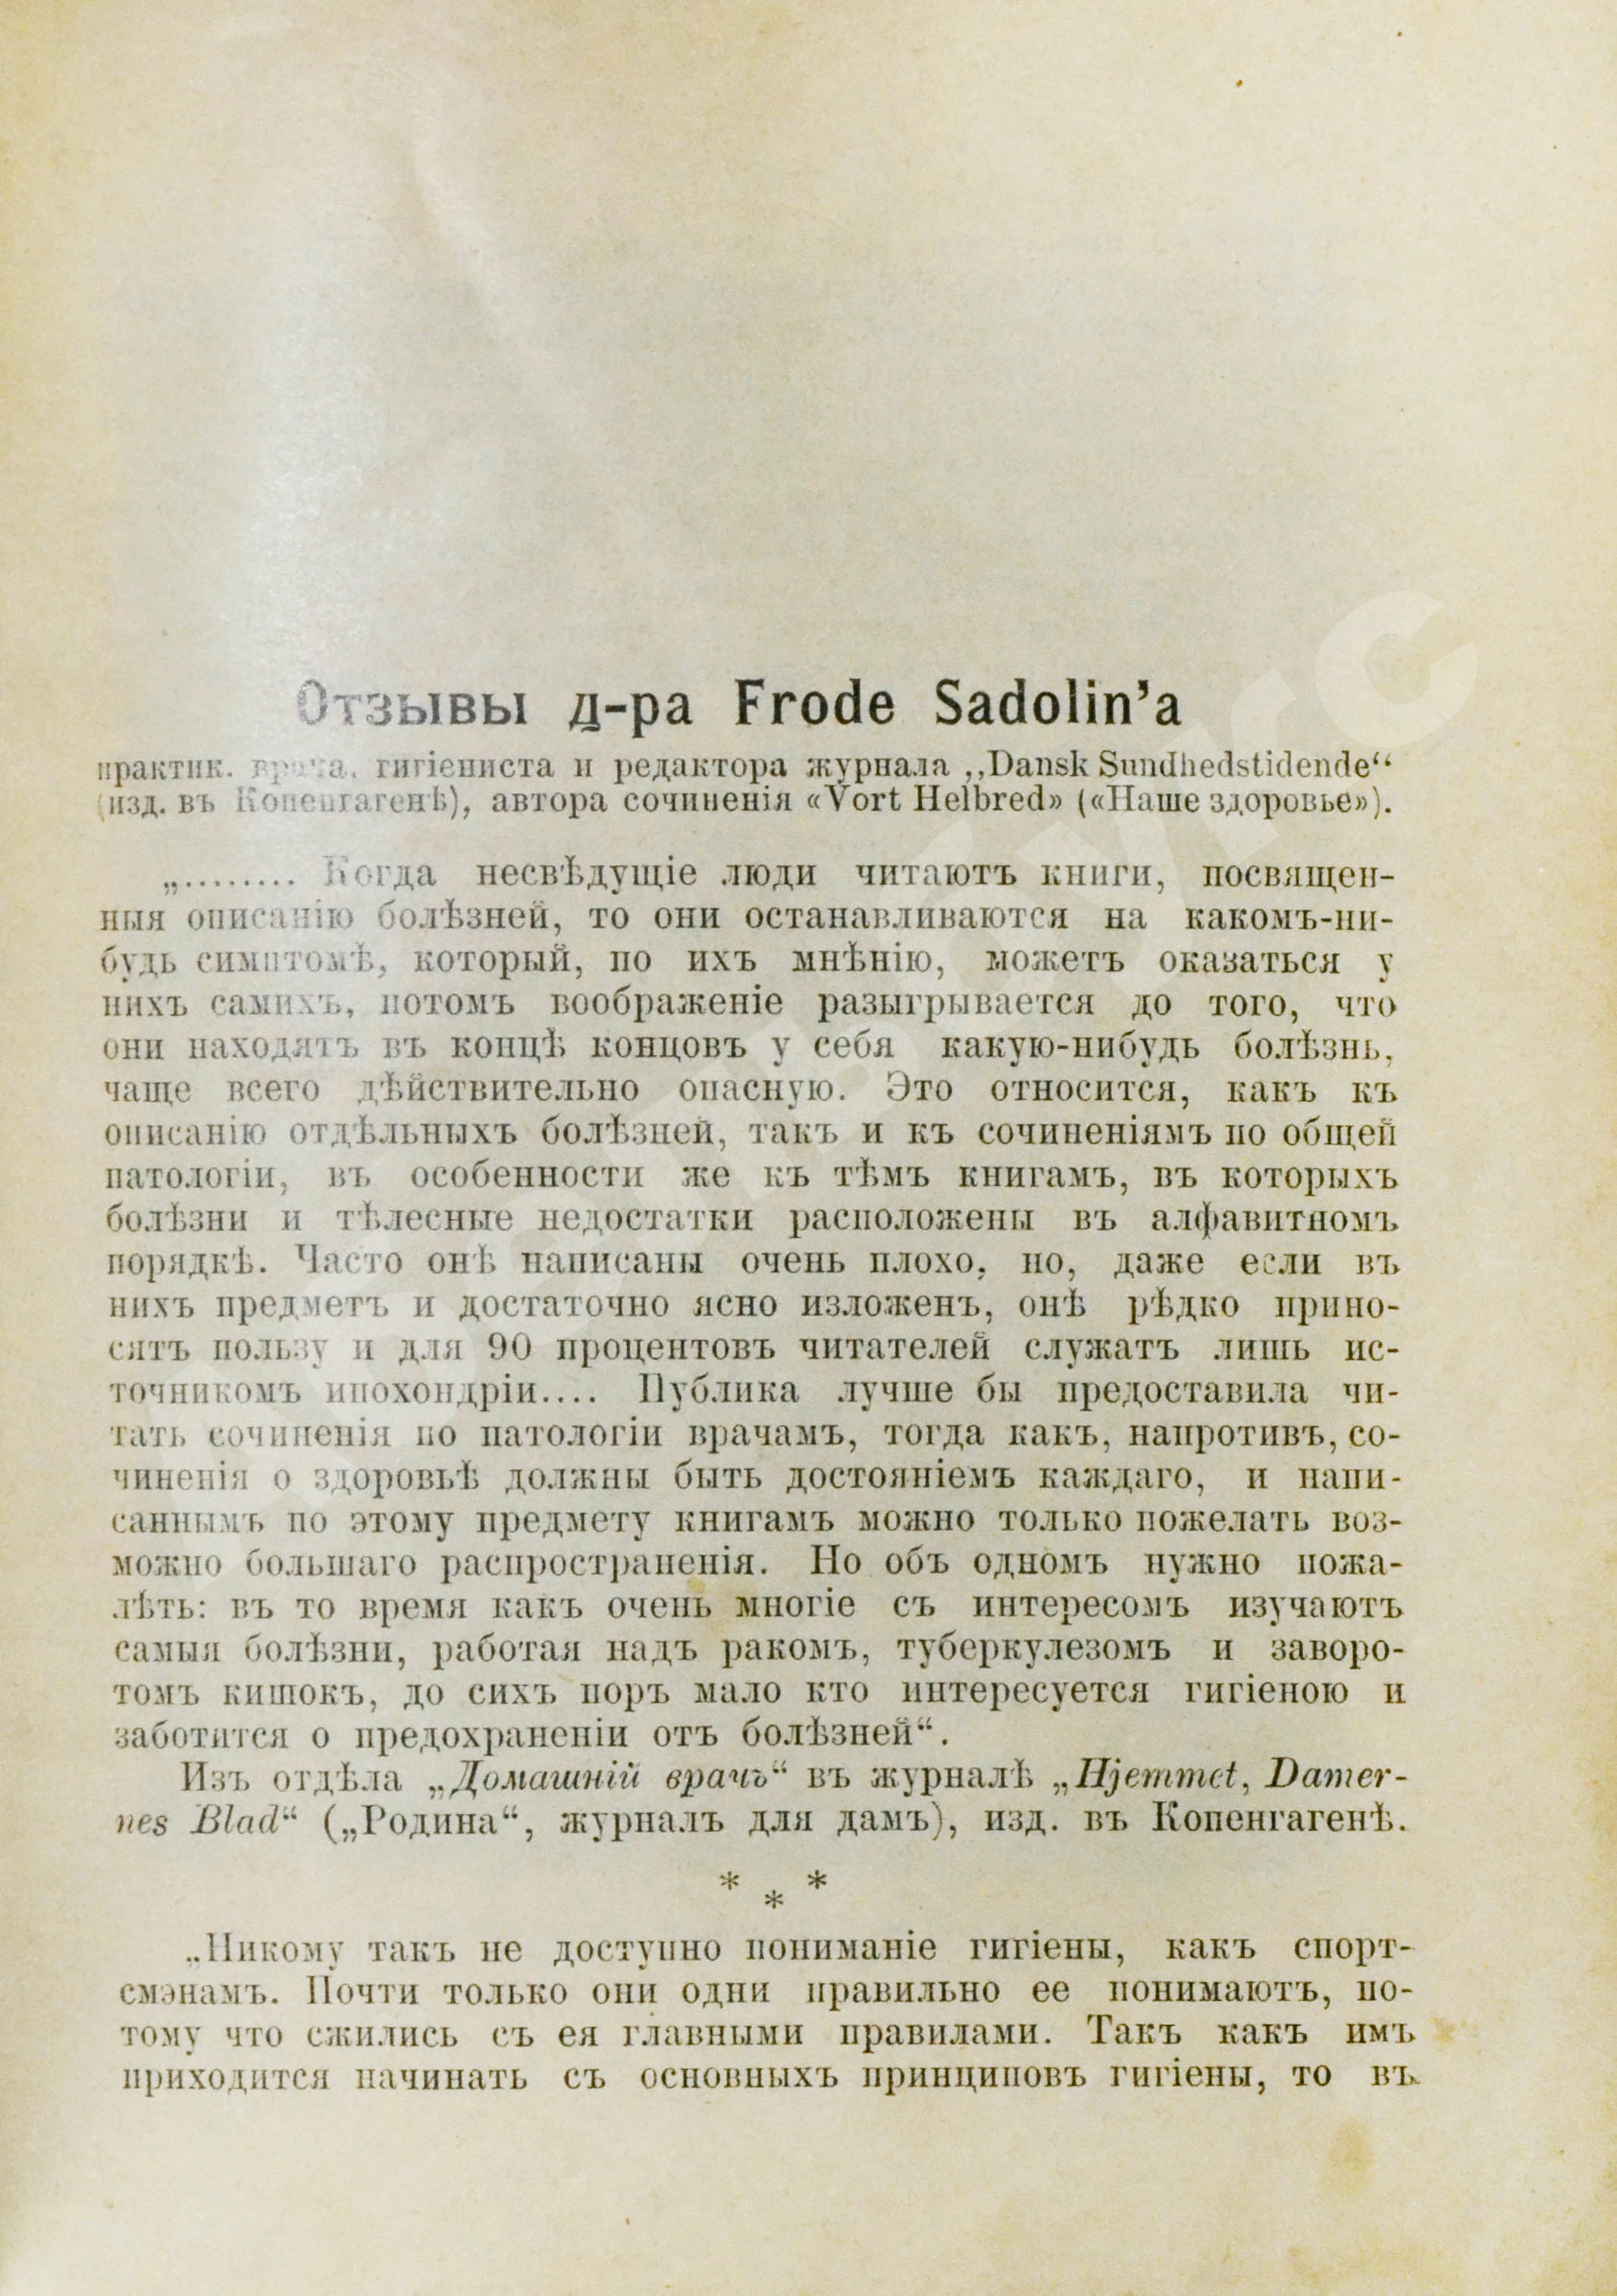 Отзывы д-ра Frode Sadolin’a
практик. врача, гигіениста и редактора журнала „Dansk Sundhedstidende“
(изд. въ Копенгагенѣ), автора сочиненія «Vort Helbred» («Наше здоровье»).
„........ Когда несвѣдущіе люди читаютъ книги, посвящен-
ныя описанію болѣзней, то они останавливаются на какомъ-ни-
будь симптомѣ, который, по ихъ мнѣнію, можетъ оказаться у
нихъ самихъ, потомъ воображеніе разыгрывается до того, что
они находятъ въ концѣ концовъ у себя какую-нибудь болѣзнь,
чаще всего дѣйствительно опасную. Это относится, какъ къ
описанію отдѣльныхъ болѣзней, такъ и къ сочиненіямъ по общей
патологіи, въ особенности же къ тѣмъ книгамъ, въ которыхъ
болѣзни и тѣлесные недостатки расположены въ алфавитномъ
порядкѣ. Часто онѣ написаны очень плохо, но, даже если въ
нихъ предметъ и достаточно ясно изложенъ, онѣ рѣдко прино-
сятъ пользу и для 90 процентовъ читателей служатъ лишь ис-
точникомъ ипохондріи.... Публика лучше бы предоставила чи-
тать сочиненія по патологіи врачамъ, тогда какъ, напротивъ, со-
чиненія о здоровьѣ должны быть достояніемъ каждаго, и напи-
саннымъ по этому предмету книгамъ можно только пожелать воз-
можно большаго распространенія. Но объ одномъ нужно пожа-
лѣть: въ то время какъ очень многіе съ интересомъ изучаютъ
самыя болѣзни, работая надъ ракомъ, туберкулезомъ и заворо-
томъ кишокъ, до сихъ поръ мало кто интересуется гигіеною и
заботится о предохраненіи отъ болѣзней“.
Изъ отдѣла „Домашній врачъ“ въ журналѣ „Hjemmet, Damer-
nes Blad“ („Родина“, журналъ для дамъ), изд. въ Копенгагенѣ.
* * *
„Никому такъ не доступно пониманіе гигіены, какъ спорт-
смэнамъ. Почти только они одни правильно ее понимаютъ, по-
тому что сжились съ ея главными правилами. Такъ какъ имъ
приходится начинать съ основныхъ принциповъ гигіены, то въ